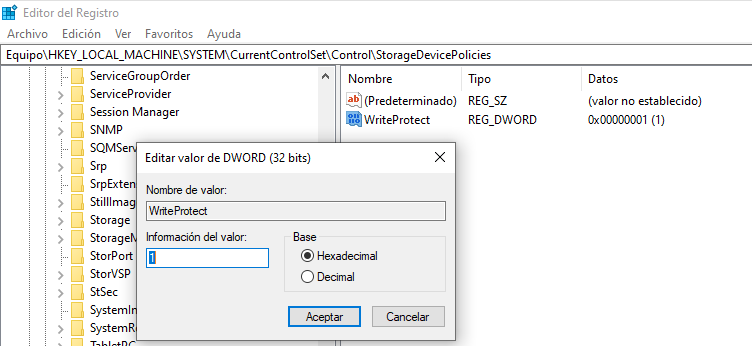 Editor del Registro
Archivo Edición Ver Favoritos Ayuda
Equipo\HKEY_LOCAL_MACHINE\SYSTEM\CurrentControlSet\Control\StorageDevicePolicies
ServiceGroupOrder
ServiceProvider
Session Manager
SNMP
SQMServ
Srp
SrpExten
StillImag
Storage
StorageM
StorPort
StorVSP
StSec
SystemIn
SystemRe
TabletPC
Nombre Tipo Datos
ab (Predeterminado) REG_SZ (valor no establecido)
WriteProtect REG_DWORD 0x00000001 (1)
Editar valor de DWORD (32 bits)
Nombre de valor:
WriteProtect
Información del valor:
1
Base
Hexadecimal
Decimal
Aceptar Cancelar